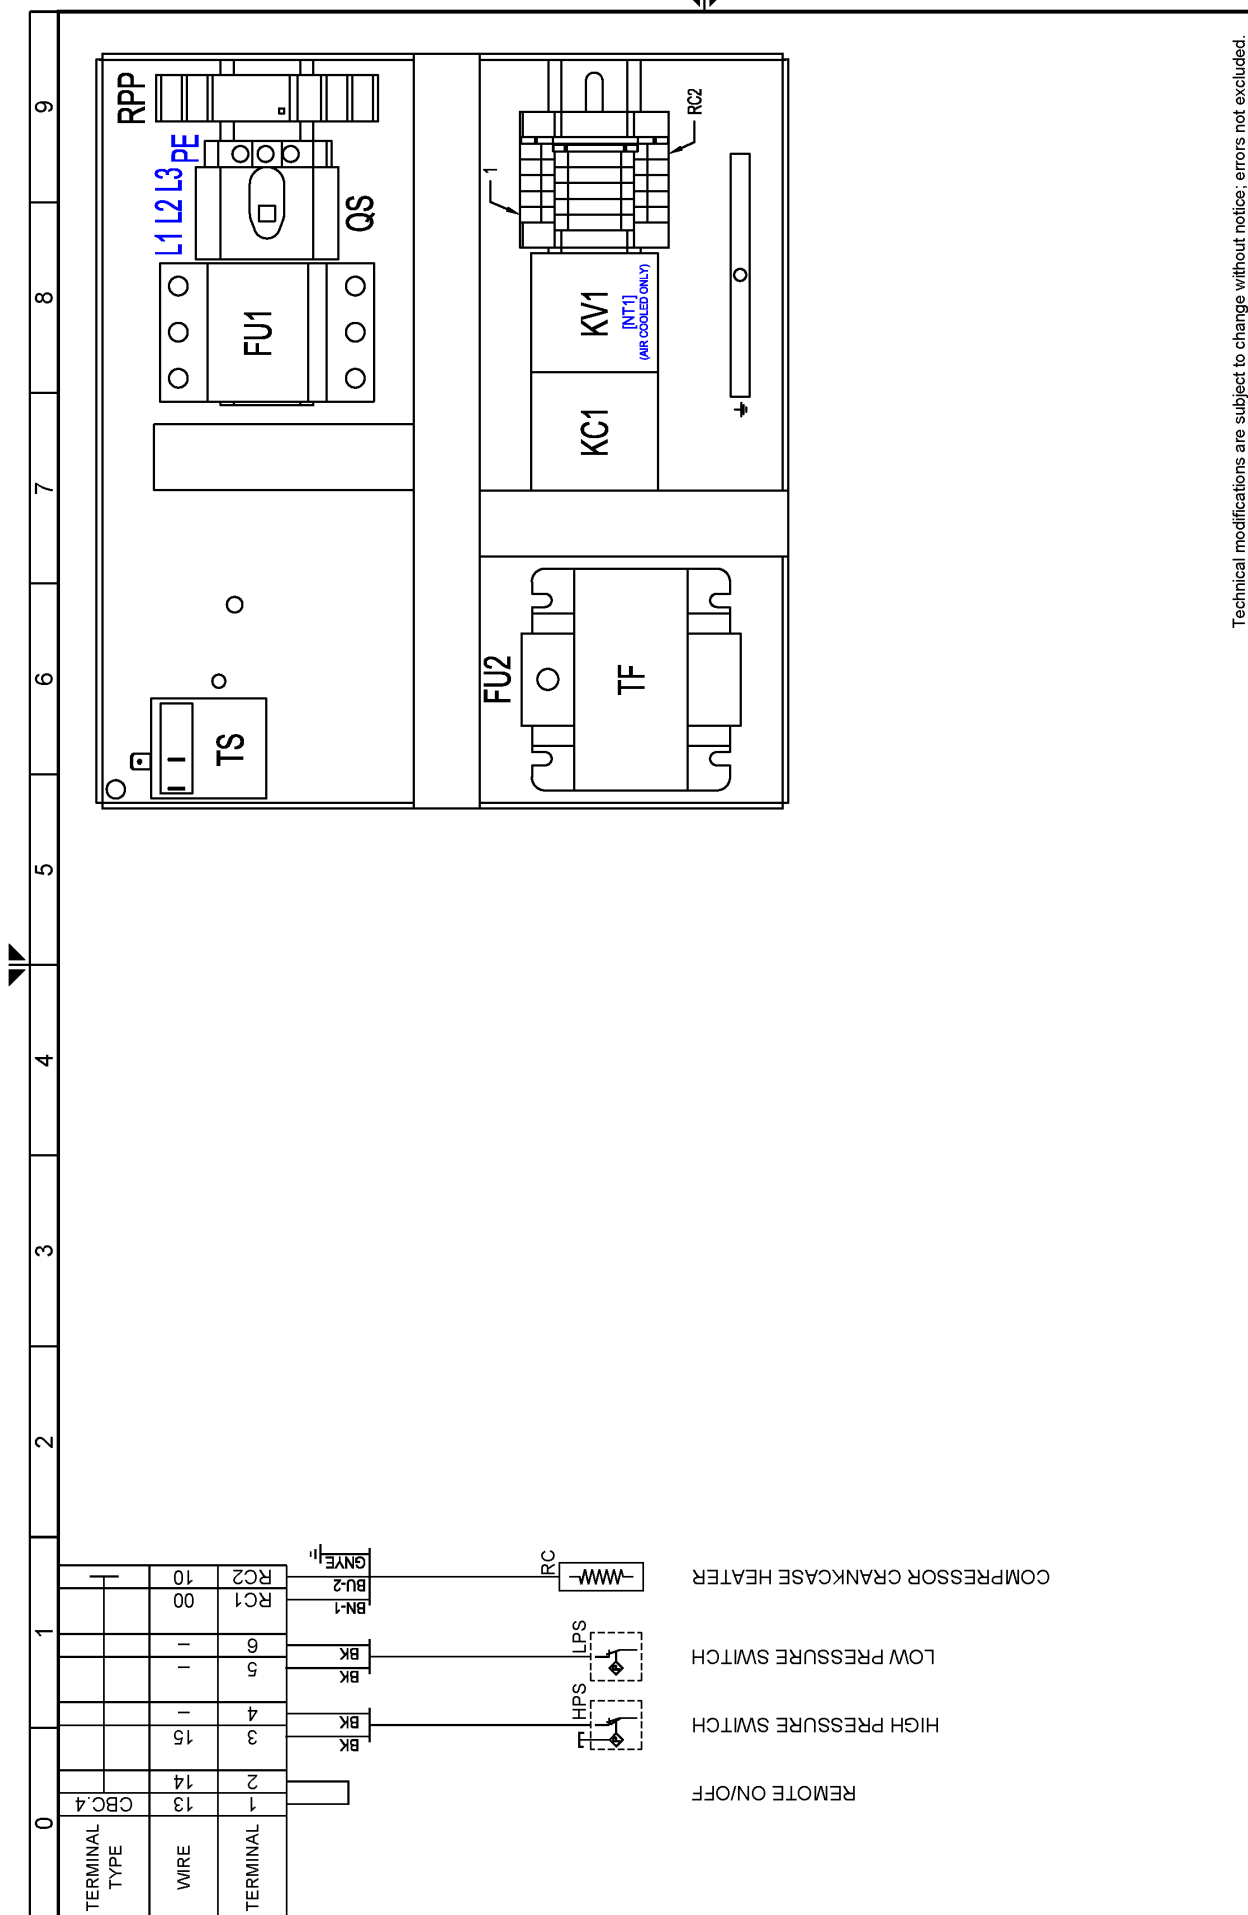 0 1 2 3 4 5 6 7 8 9
TERMINAL TYPE
CBC.4
WIRE
13 14 15 – – – 00 10
TERMINAL
1 2 3 4 5 6 RC1 RC2
BK BK BK BK BN-1 BU-2 GNYE
HPS
LPS
RC
REMOTE ON/OFF
HIGH PRESSURE SWITCH
LOW PRESSURE SWITCH
COMPRESSOR CRANKCASE HEATER
TS
RPP
L1 L2 L3 PE
QS
FU1
FU2
TF
KC1
KV1
[NT1]
(AIR COOLED ONLY)
1
RC2
Technical modifications are subject to change without notice; errors not excluded.